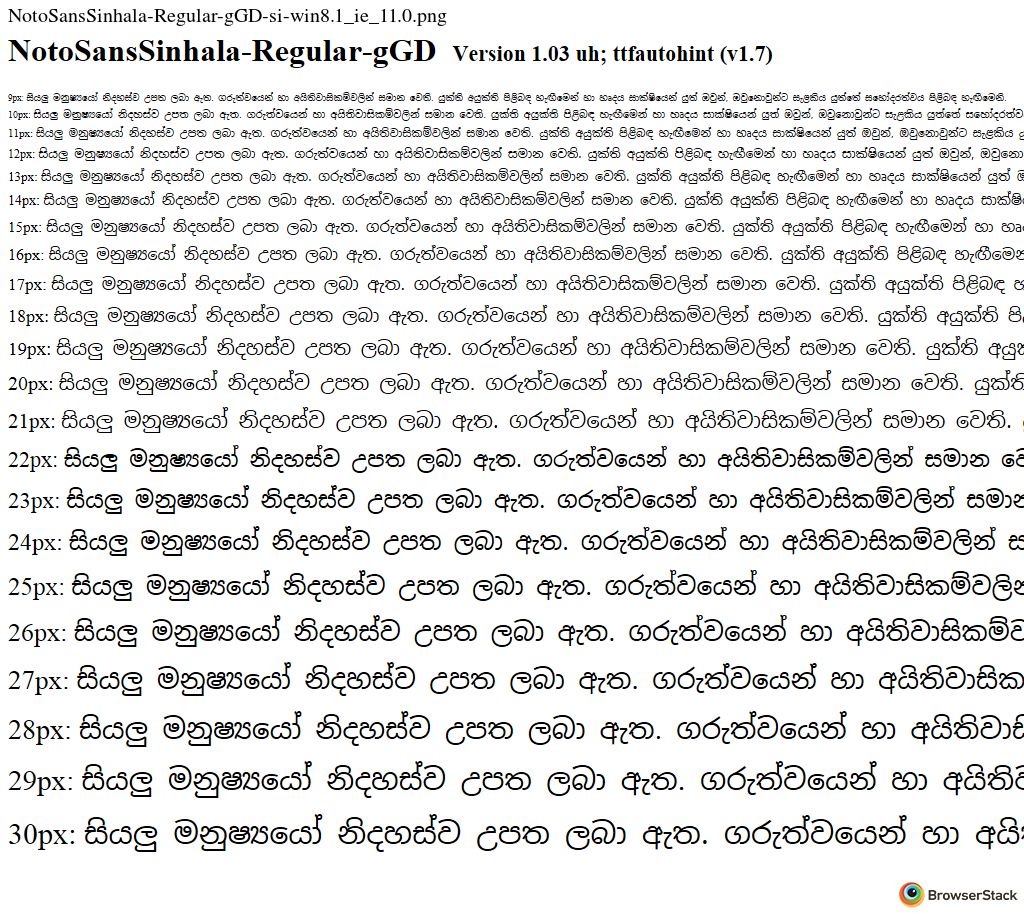 NotoSansSinhala-Regular-gGD-si-win8.1_ie_11.0.png
NotoSansSinhala-Regular-gGD Version 1.03 uh; ttfautohint (v1.7)
9px: සියලු මනුෂ්‍යයෝ නිදහස්ව උපත ලබා ඇත. ගරුත්වයෙන් හා අයිතිවාසිකම්වලින් සමාන වෙති. යුක්ති අයුක්ති පිළිබඳ හැඟීමෙන් හා හෘදය සාක්ෂියෙන් යුත් ඔවුන්, ඔවුනොවුන්ට සැළකිය යුත්තේ සහෝදරත්වය පිළිබඳ හැඟීමෙනි.
10px: සියලු මනුෂ්‍යයෝ නිදහස්ව උපත ලබා ඇත. ගරුත්වයෙන් හා අයිතිවාසිකම්වලින් සමාන වෙති. යුක්ති අයුක්ති පිළිබඳ හැඟීමෙන් හා හෘදය සාක්ෂියෙන් යුත් ඔවුන්, ඔවුනොවුන්ට සැළකිය යුත්තේ
11px: සියලු මනුෂ්‍යයෝ නිදහස්ව උපත ලබා ඇත. ගරුත්වයෙන් හා අයිතිවාසිකම්වලින් සමාන වෙති. යුක්ති අයුක්ති පිළිබඳ හැඟීමෙන් හා හෘදය සාක්ෂියෙන් යුත් ඔවුන්, ඔවුනොවුන්ට සැළකිය
12px: සියලු මනුෂ්‍යයෝ නිදහස්ව උපත ලබා ඇත. ගරුත්වයෙන් හා අයිතිවාසිකම්වලින් සමාන වෙති. යුක්ති අයුක්ති පිළිබඳ හැඟීමෙන් හා හෘදය සාක්ෂියෙන් යුත් ඔවුන්,
13px: සියලු මනුෂ්‍යයෝ නිදහස්ව උපත ලබා ඇත. ගරුත්වයෙන් හා අයිතිවාසිකම්වලින් සමාන වෙති. යුක්ති අයුක්ති පිළිබඳ හැඟීමෙන් හා හෘදය සාක්ෂියෙන් යුත්
14px: සියලු මනුෂ්‍යයෝ නිදහස්ව උපත ලබා ඇත. ගරුත්වයෙන් හා අයිතිවාසිකම්වලින් සමාන වෙති. යුක්ති අයුක්ති පිළිබඳ හැඟීමෙන් හා හෘදය
15px: සියලු මනුෂ්‍යයෝ නිදහස්ව උපත ලබා ඇත. ගරුත්වයෙන් හා අයිතිවාසිකම්වලින් සමාන වෙති. යුක්ති අයුක්ති පිළිබඳ හැඟීමෙන් හා
16px: සියලු මනුෂ්‍යයෝ නිදහස්ව උපත ලබා ඇත. ගරුත්වයෙන් හා අයිතිවාසිකම්වලින් සමාන වෙති. යුක්ති අයුක්ති පිළිබඳ
17px: සියලු මනුෂ්‍යයෝ නිදහස්ව උපත ලබා ඇත. ගරුත්වයෙන් හා අයිතිවාසිකම්වලින් සමාන වෙති. යුක්ති අයුක්ති පිළිබඳ
18px: සියලු මනුෂ්‍යයෝ නිදහස්ව උපත ලබා ඇත. ගරුත්වයෙන් හා අයිතිවාසිකම්වලින් සමාන වෙති. යුක්ති අයුක්ති
19px: සියලු මනුෂ්‍යයෝ නිදහස්ව උපත ලබා ඇත. ගරුත්වයෙන් හා අයිතිවාසිකම්වලින් සමාන වෙති. යුක්ති
20px: සියලු මනුෂ්‍යයෝ නිදහස්ව උපත ලබා ඇත. ගරුත්වයෙන් හා අයිතිවාසිකම්වලින් සමාන වෙති.
21px: සියලු මනුෂ්‍යයෝ නිදහස්ව උපත ලබා ඇත. ගරුත්වයෙන් හා අයිතිවාසිකම්වලින් සමාන වෙති.
22px: සියලු මනුෂ්‍යයෝ නිදහස්ව උපත ලබා ඇත. ගරුත්වයෙන් හා අයිතිවාසිකම්වලින් සමාන
23px: සියලු මනුෂ්‍යයෝ නිදහස්ව උපත ලබා ඇත. ගරුත්වයෙන් හා අයිතිවාසිකම්වලින් සමාන
24px: සියලු මනුෂ්‍යයෝ නිදහස්ව උපත ලබා ඇත. ගරුත්වයෙන් හා අයිතිවාසිකම්වලින්
25px: සියලු මනුෂ්‍යයෝ නිදහස්ව උපත ලබා ඇත. ගරුත්වයෙන් හා අයිතිවාසිකම්වලින්
26px: සියලු මනුෂ්‍යයෝ නිදහස්ව උපත ලබා ඇත. ගරුත්වයෙන් හා අයිතිවාසිකම්ව
27px: සියලු මනුෂ්‍යයෝ නිදහස්ව උපත ලබා ඇත. ගරුත්වයෙන් හා අයිතිවාසික
28px: සියලු මනුෂ්‍යයෝ නිදහස්ව උපත ලබා ඇත. ගරුත්වයෙන් හා අයිතිවාසි
29px: සියලු මනුෂ්‍යයෝ නිදහස්ව උපත ලබා ඇත. ගරුත්වයෙන් හා අයිතිව
30px: සියලු මනුෂ්‍යයෝ නිදහස්ව උපත ලබා ඇත. ගරුත්වයෙන් හා අයි
BrowserStack